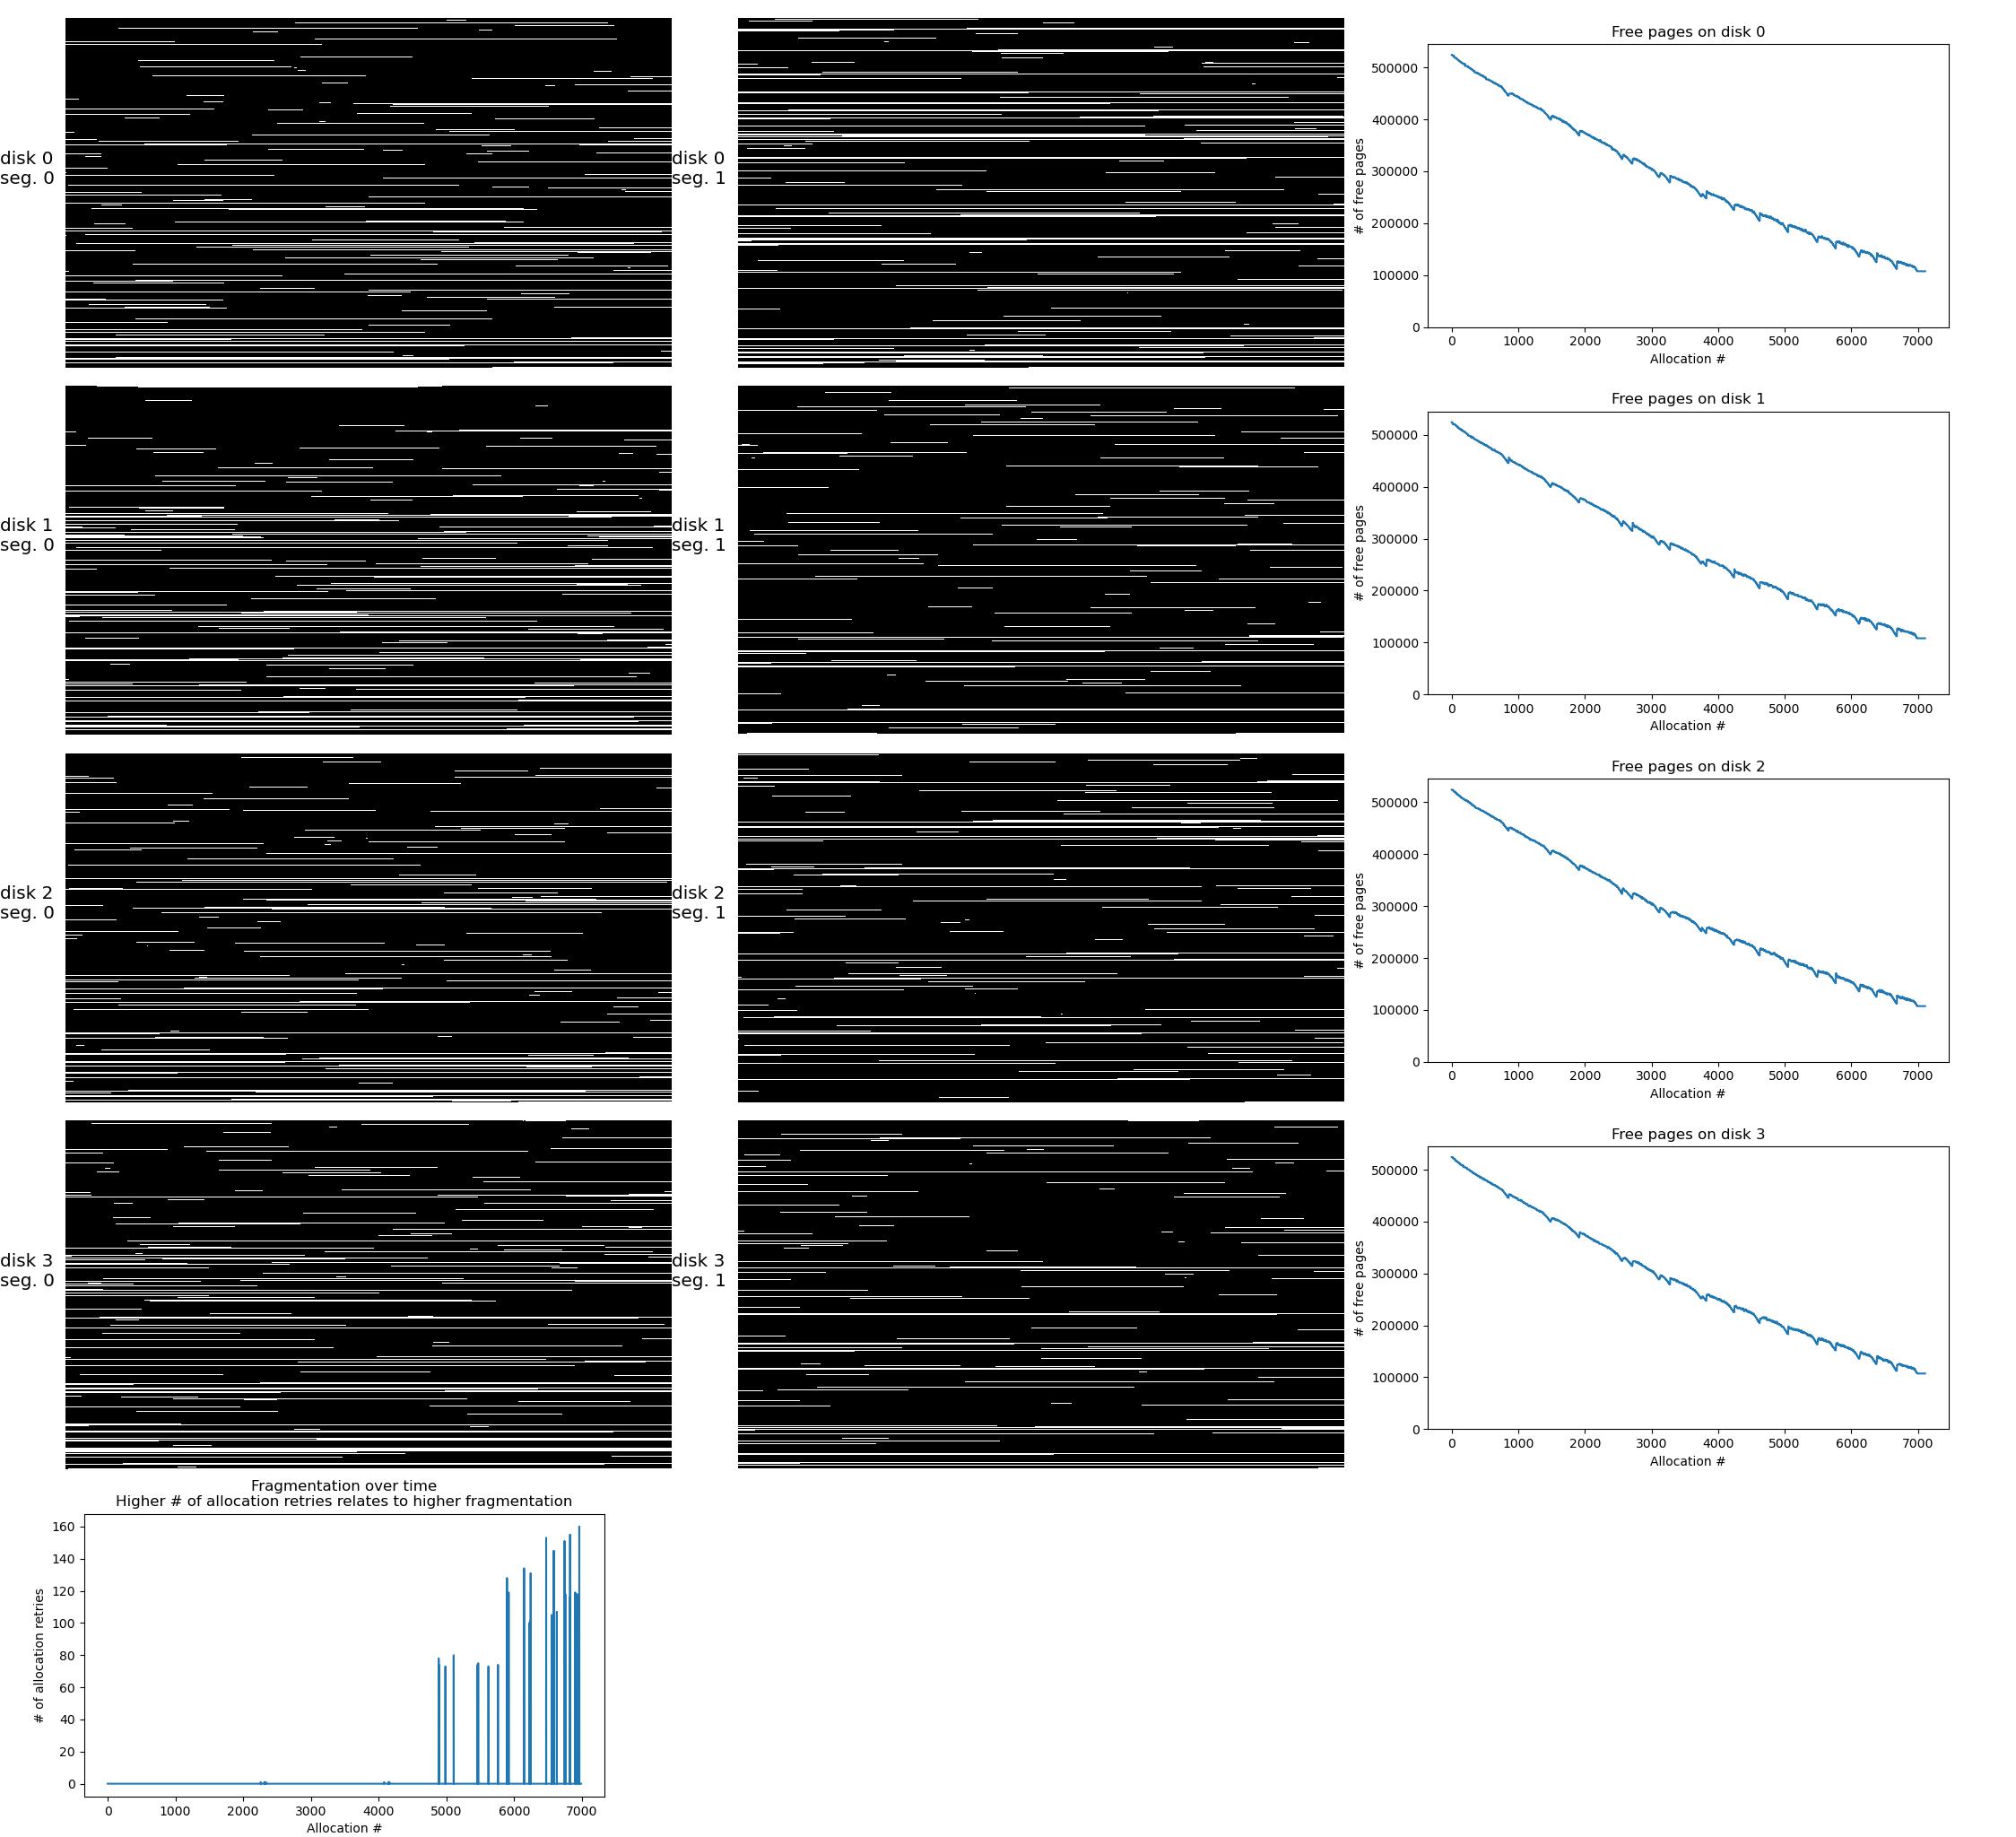 disk 0
seg. 0
disk 0
seg. 1
Free pages on disk 0
# of free pages
500000
400000
300000
200000
100000
0
0 1000 2000 3000 4000 5000 6000 7000
Allocation #
disk 1
seg. 0
disk 1
seg. 1
Free pages on disk 1
# of free pages
500000
400000
300000
200000
100000
0
0 1000 2000 3000 4000 5000 6000 7000
Allocation #
disk 2
seg. 0
disk 2
seg. 1
Free pages on disk 2
# of free pages
500000
400000
300000
200000
100000
0
0 1000 2000 3000 4000 5000 6000 7000
Allocation #
disk 3
seg. 0
disk 3
seg. 1
Free pages on disk 3
# of free pages
500000
400000
300000
200000
100000
0
0 1000 2000 3000 4000 5000 6000 7000
Allocation #
Fragmentation over time
Higher # of allocation retries relates to higher fragmentation
# of allocation retries
160
140
120
100
80
60
40
20
0
0 1000 2000 3000 4000 5000 6000 7000
Allocation #